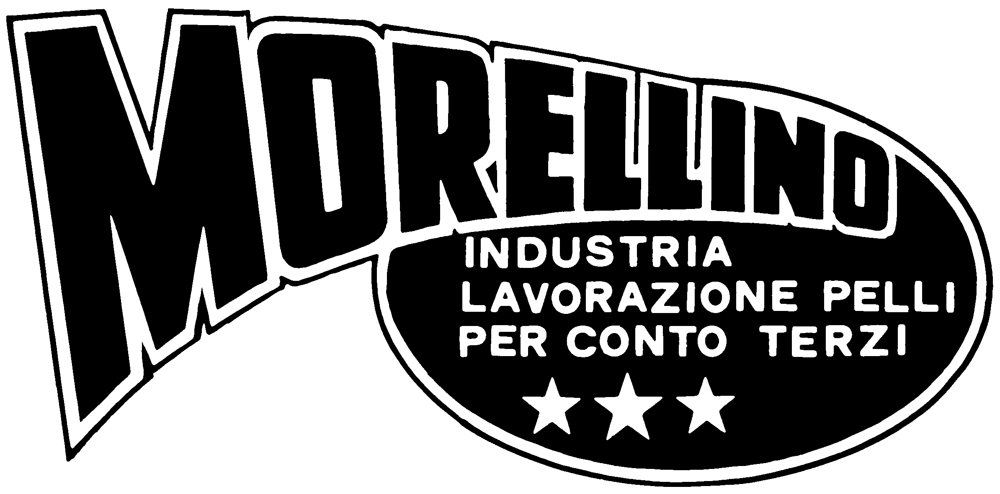 MORELLINO
INDUSTRIA
LAVORAZIONE PELLI
PER CONTO TERZI